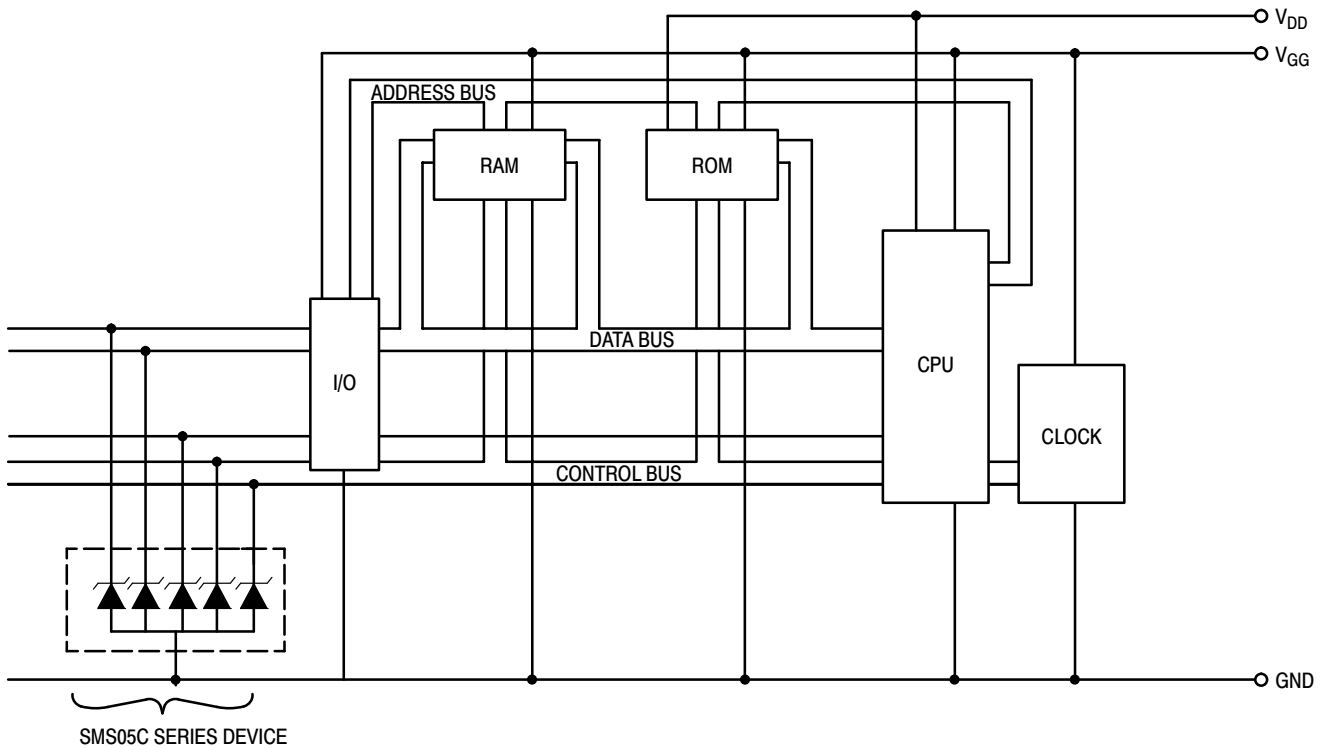 VDD
VGG
ADDRESS BUS
RAM
ROM
DATA BUS
I/O
CPU
CLOCK
CONTROL BUS
GND
SMS05C SERIES DEVICE